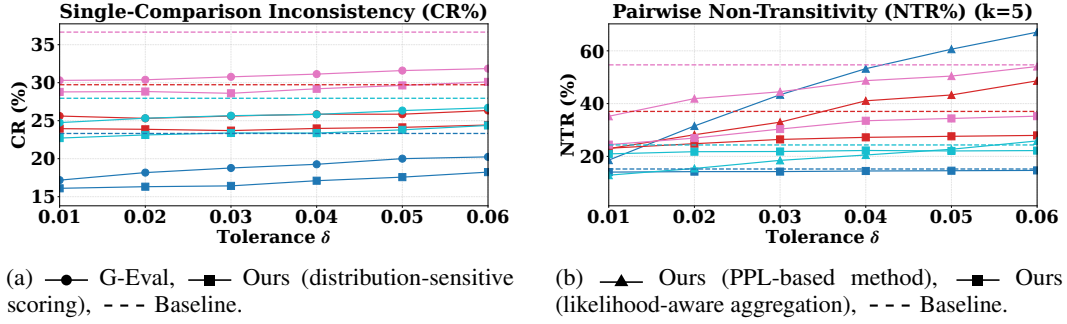 Single-Comparison Inconsistency (CR%)
CR (%)
35
30
25
20
15
0.01 0.02 0.03 0.04 0.05 0.06
Tolerance δ
(a) G-Eval, Ours (distribution-sensitive
scoring), Baseline.
Pairwise Non-Transitivity (NTR%) (k=5)
NTR (%)
60
40
20
0.01 0.02 0.03 0.04 0.05 0.06
Tolerance δ
(b) Ours (PPL-based method), Ours
(likelihood-aware aggregation), Baseline.